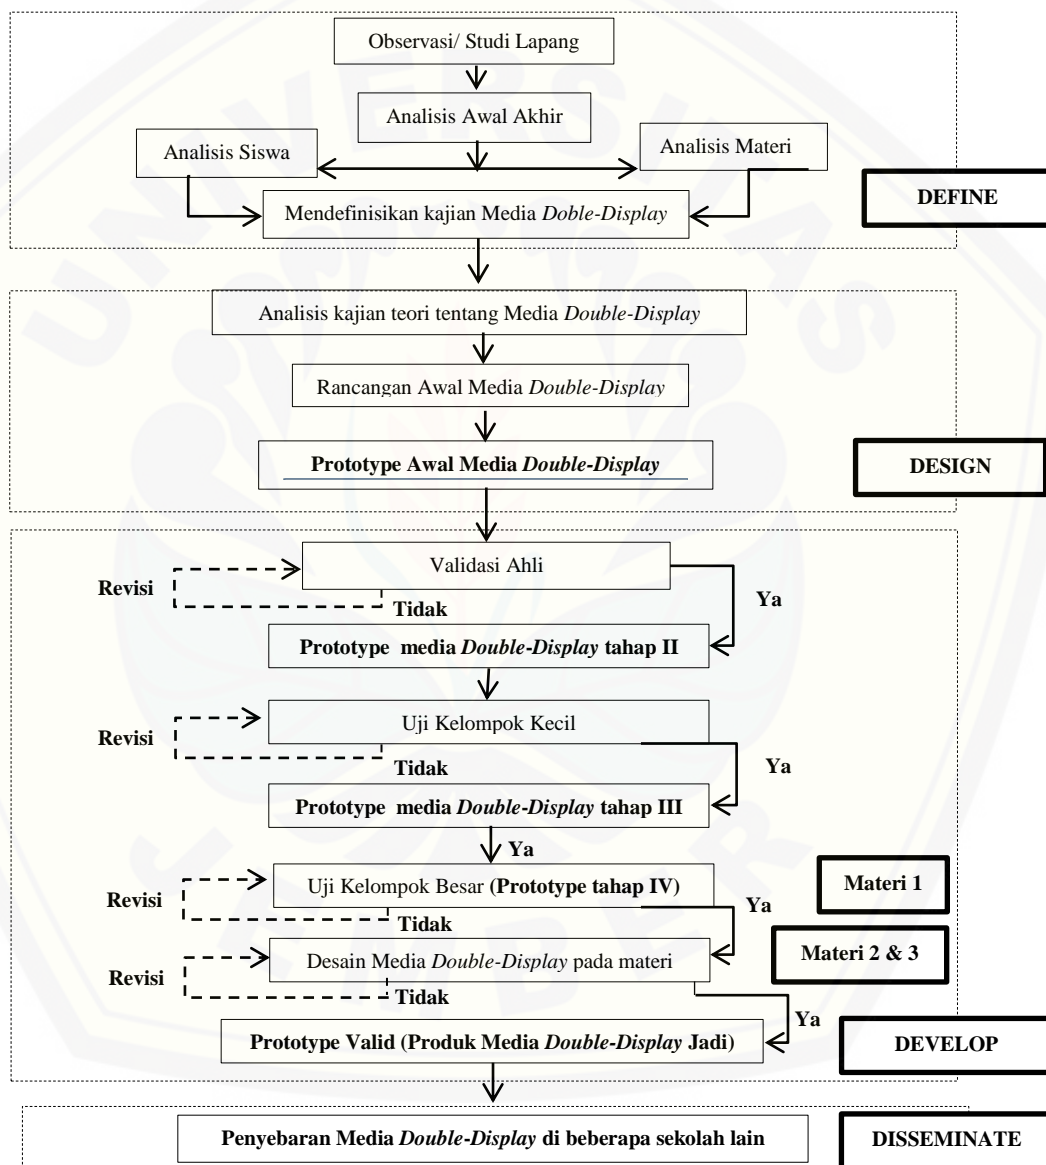 Observasi/ Studi Lapang
Analisis Awal Akhir
Analisis Siswa
Analisis Materi
DEFINE
Mendefinisikan kajian Media Doble-Display
Analisis kajian teori tentang Media Double-Display
Rancangan Awal Media Double-Display
Prototype Awal Media Double-Display
DESIGN
Validasi Ahli
Revisi
Tidak
Ya
Prototype media Double-Display tahap II
Uji Kelompok Kecil
Revisi
Tidak
Ya
Prototype media Double-Display tahap III
Ya
Uji Kelompok Besar (Prototype tahap IV)
Materi 1
Revisi
Tidak
Ya
Desain Media Double-Display pada materi
Materi 2 & 3
Revisi
Tidak
Ya
Prototype Valid (Produk Media Double-Display Jadi)
DEVELOP
Penyebaran Media Double-Display di beberapa sekolah lain
DISSEMINATE
UNIVERSITAS
JEMBER